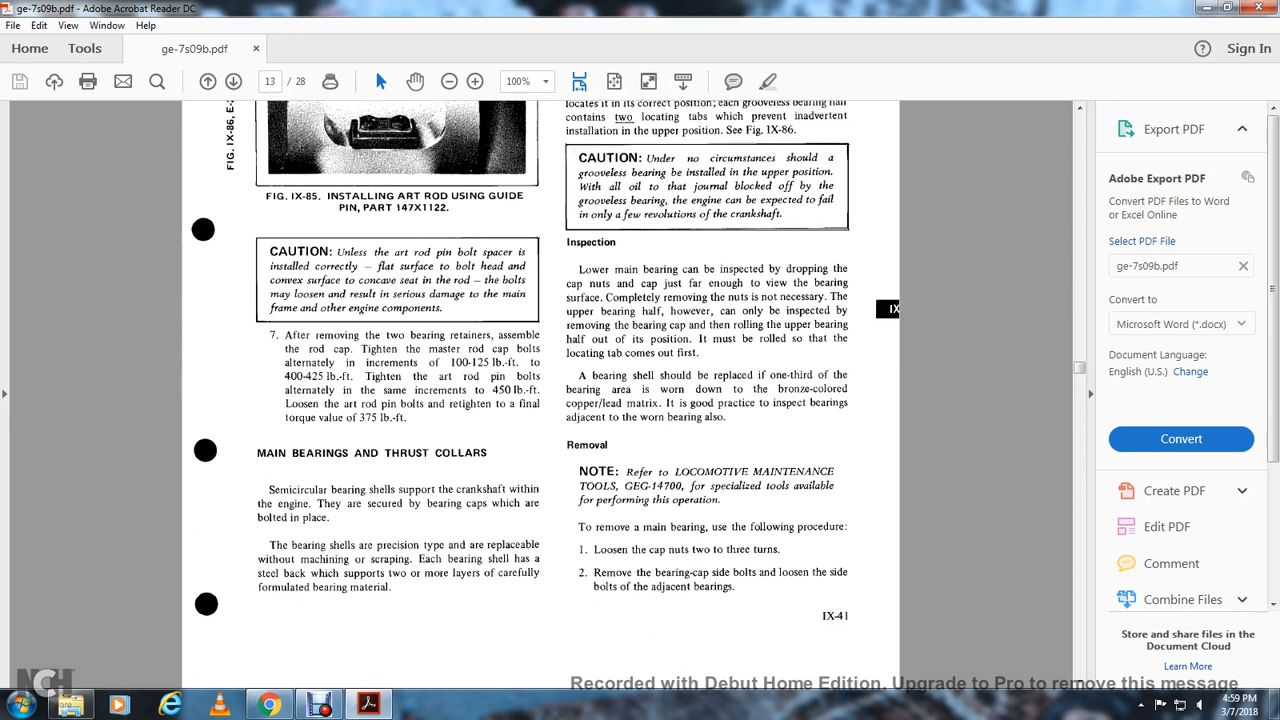 ge-7s09b.pdf - Adobe Acrobat Reader DC
File Edit View Window Help
Home Tools ge-7s09b.pdf × Sign In
13 / 28 100%
FIG. IX-86, E-
FIG. IX-85. INSTALLING ART ROD USING GUIDE
PIN, PART 147X1122.
CAUTION: Unless the art rod pin bolt spacer is
installed correctly – flat surface to bolt head and
convex surface to concave seat in the rod – the bolts
may loosen and result in serious damage to the main
frame and other engine components.
7. After removing the two bearing retainers, assemble
the rod cap. Tighten the master rod cap bolts
alternately in increments of 100-125 lb.-ft. to
400-425 lb.-ft. Tighten the art rod pin bolts
alternately in the same increments to 450 lb.-ft.
Loosen the art rod pin bolts and retighten to a final
torque value of 375 lb.-ft.
MAIN BEARINGS AND THRUST COLLARS
Semicircular bearing shells support the crankshaft within
the engine. They are secured by bearing caps which are
bolted in place.
The bearing shells are precision type and are replaceable
without machining or scraping. Each bearing shell has a
steel back which supports two or more layers of carefully
formulated bearing material.
locates it in its correct position; each grooveless bearing half
contains two locating tabs which prevent inadvertent
installation in the upper position. See Fig. IX-86.
CAUTION: Under no circumstances should a
grooveless bearing be installed in the upper position.
With all oil to that journal blocked off by the
grooveless bearing, the engine can be expected to fail
in only a few revolutions of the crankshaft.
Inspection
Lower main bearing can be inspected by dropping the
cap nuts and cap just far enough to view the bearing
surface. Completely removing the nuts is not necessary. The
upper bearing half, however, can only be inspected by
removing the bearing cap and then rolling the upper bearing
half out of its position. It must be rolled so that the
locating tab comes out first.
A bearing shell should be replaced if one-third of the
bearing area is worn down to the bronze-colored
copper/lead matrix. It is good practice to inspect bearings
adjacent to the worn bearing also.
Removal
NOTE: Refer to LOCOMOTIVE MAINTENANCE
TOOLS, GEG-14700, for specialized tools available
for performing this operation.
To remove a main bearing, use the following procedure:
1. Loosen the cap nuts two to three turns.
2. Remove the bearing-cap side bolts and loosen the side
bolts of the adjacent bearings.
IX-41
IX
Export PDF
Adobe Export PDF
Convert PDF Files to Word
or Excel Online
Select PDF File
ge-7s09b.pdf
Convert to
Microsoft Word (*.docx)
Document Language:
English (U.S.) Change
Convert
Create PDF
Edit PDF
Comment
Combine Files
Store and share files in the
Document Cloud
Learn More
NCH
Recorded with Debut Home Edition. Upgrade to Pro to remove this message
4:59 PM
3/7/2018